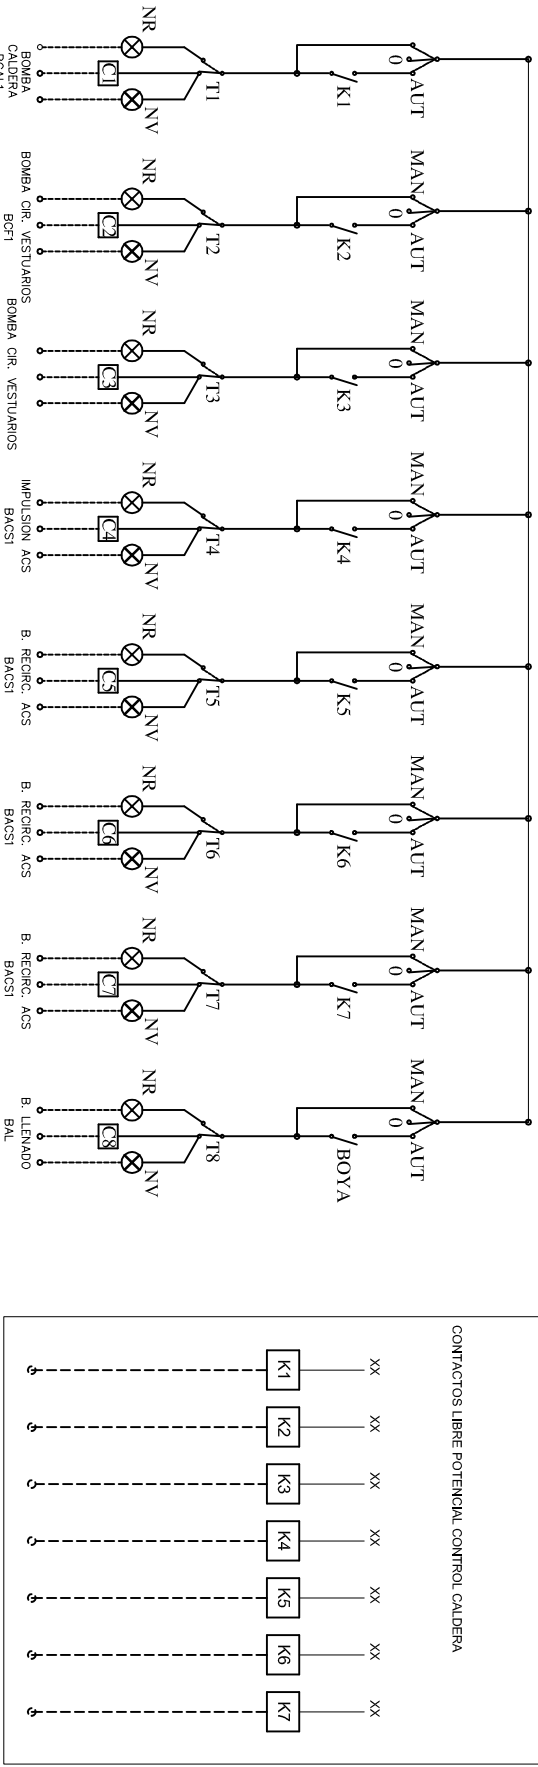 0
AUT
K1
T1
NR
NV
C1
BOMBA
CALDERA
MAN
0
AUT
K2
T2
NR
NV
C2
BOMBA CIR. VESTUARIOS
BCF1
MAN
0
AUT
K3
T3
NR
NV
C3
BOMBA CIR. VESTUARIOS
MAN
0
AUT
K4
T4
NR
NV
C4
IMPULSION ACS
BACS1
MAN
0
AUT
K5
T5
NR
NV
C5
B. RECIRC. ACS
BACS1
MAN
0
AUT
K6
T6
NR
NV
C6
B. RECIRC. ACS
BACS1
MAN
0
AUT
K7
T7
NR
NV
C7
B. RECIRC. ACS
BACS1
MAN
0
AUT
BOYA
T8
NR
NV
C8
B. LLENADO
BAL
CONTACTOS LIBRE POTENCIAL CONTROL CALDERA
XX XX XX XX XX XX XX
K1 K2 K3 K4 K5 K6 K7